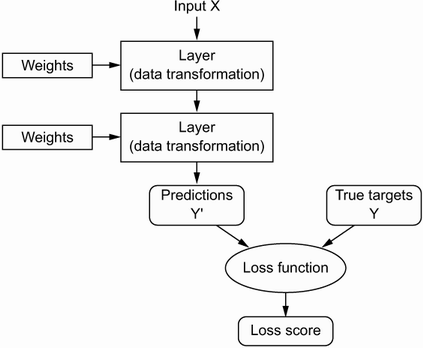 Input X
Weights
Layer
(data transformation)
Weights
Layer
(data transformation)
Predictions
Y'
True targets
Y
Loss function
Loss score